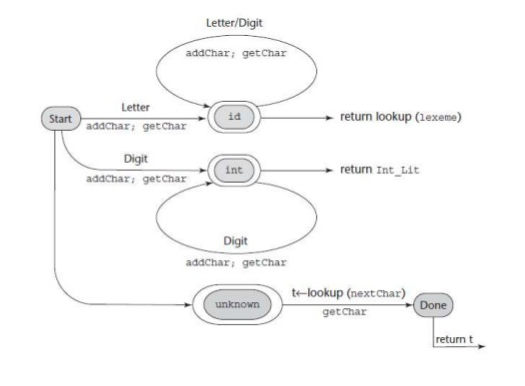 Letter/Digit
addChar; getChar
Start
Letter
addChar; getChar
id
return lookup (lexeme)
Digit
addChar; getChar
int
return Int_Lit
Digit
addChar; getChar
unknown
t←lookup (nextChar)
getChar
Done
return t